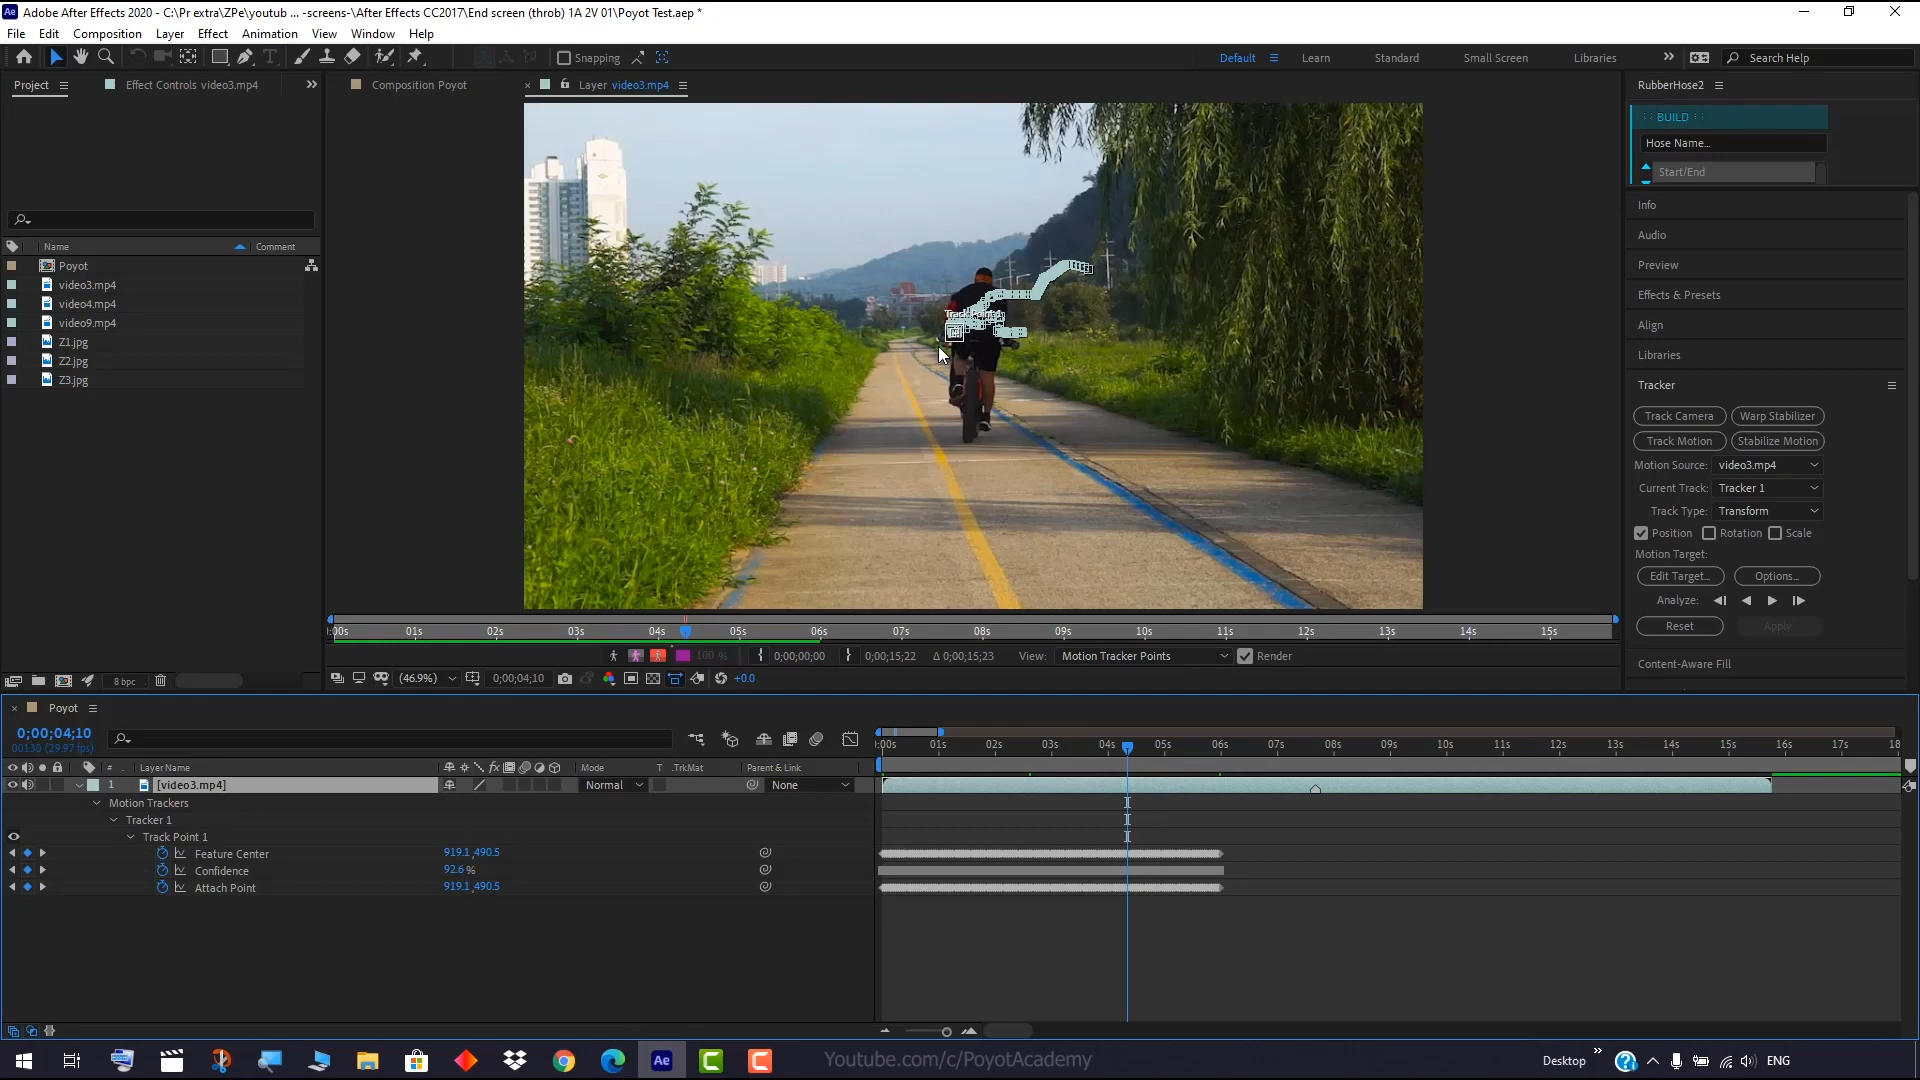 Adobe After Effects 2020 - C:\Pr extra\ZPe\youtub ... -screens-\After Effects CC2017\End screen (throb) 1A 2V 01\Poyot Test.aep *
File Edit Composition Layer Effect Animation View Window Help
Snapping
Default Standard Learn Small Screen Libraries
Search Help
Project
Effect Controls video3.mp4
Composition Poyot
Layer video3.mp4
Name Comment
Poyot
video3.mp4
video4.mp4
video9.mp4
Z1.jpg
Z2.jpg
Z3.jpg
8 bpc
Track Point 1
:00s 01s 02s 03s 04s 05s 06s 07s 08s 09s 10s 11s 12s 13s 14s 15s
100 % 0;00;00;00 0;00;15;22 Δ 0;00;15;23 View: Motion Tracker Points Render
(46.9%) 0;00;04;10 +0.0
RubberHose2
:: BUILD ::
Hose Name...
Start/End
Info
Audio
Preview
Effects & Presets
Align
Libraries
Tracker
Track Camera Warp Stabilizer
Track Motion Stabilize Motion
Motion Source: video3.mp4
Current Track: Tracker 1
Track Type: Transform
Position Rotation Scale
Motion Target:
Edit Target... Options...
Analyze:
Reset Apply
Content-Aware Fill
Poyot
0;00;04;10
00130 (29.97 fps)
:00s 01s 02s 03s 04s 05s 06s 07s 08s 09s 10s 11s 12s 13s 14s 15s 16s 17s 18
# Layer Name fx Mode T .TrkMat Parent & Link
1 [video3.mp4] Normal None
Motion Trackers
Tracker 1
Track Point 1
Feature Center 919.1,490.5
Confidence 92.6 %
Attach Point 919.1,490.5
Youtube.com/c/PoyotAcademy
Desktop
ENG